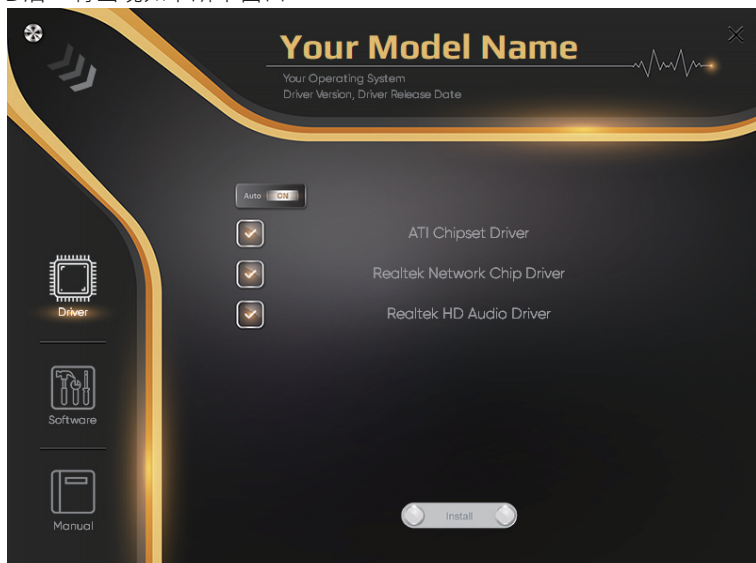 Your Model Name
Your Operating System
Driver Version, Driver Release Date
Auto ON
ATI Chipset Driver
Realtek Network Chip Driver
Realtek HD Audio Driver
Driver
Software
Manual
Install